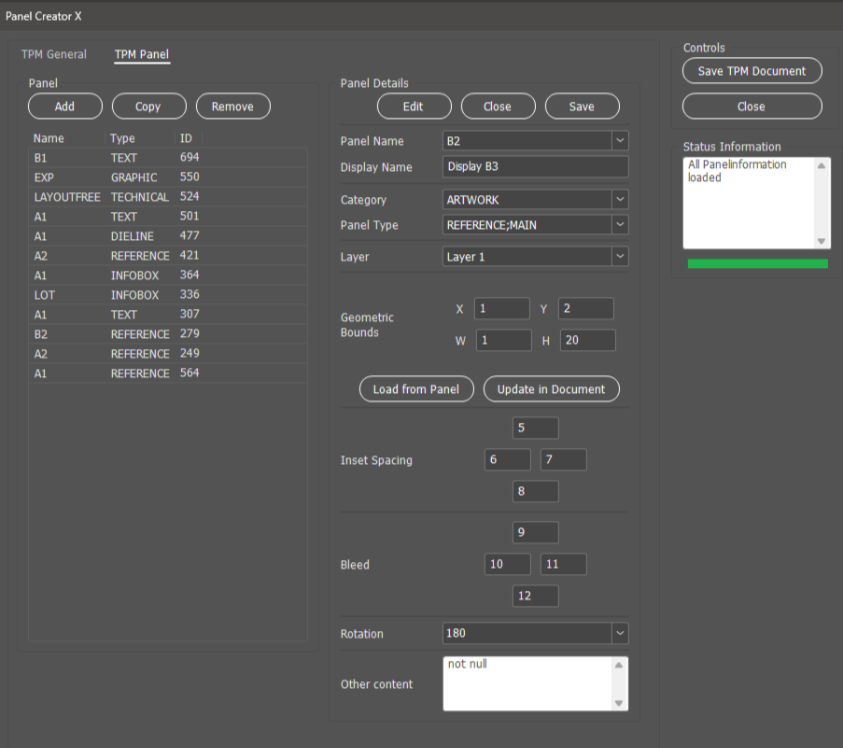 Panel Creator X
TPM General TPM Panel
Panel
Add Copy Remove
Name Type ID
B1 TEXT 694
EXP GRAPHIC 550
LAYOUTFREE TECHNICAL 524
A1 TEXT 501
A1 DIELINE 477
A2 REFERENCE 421
A1 INFOBOX 364
LOT INFOBOX 336
A1 TEXT 307
B2 REFERENCE 279
A2 REFERENCE 249
A1 REFERENCE 564
Panel Details
Edit Close Save
Panel Name B2
Display Name Display B3
Category ARTWORK
Panel Type REFERENCE;MAIN
Layer Layer 1
Geometric
Bounds
X 1 Y 2
W 1 H 20
Load from Panel Update in Document
5
Inset Spacing 6 7
8
9
Bleed 10 11
12
Rotation 180
Other content not null
Controls
Save TPM Document
Close
Status Information
All Panelinformation
loaded